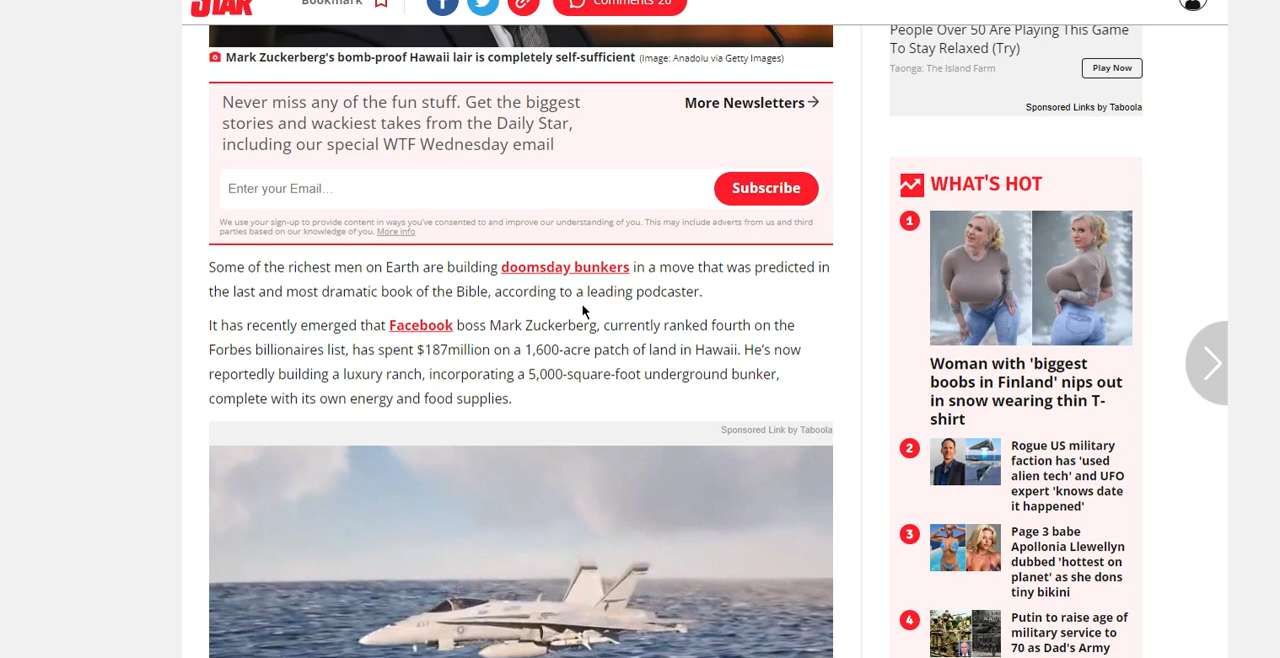 STAR
Bookmark
Comments 20
Mark Zuckerberg's bomb-proof Hawaii lair is completely self-sufficient (Image: Anadolu via Getty Images)
Never miss any of the fun stuff. Get the biggest
stories and wackiest takes from the Daily Star,
including our special WTF Wednesday email
More Newsletters
Enter your Email...
Subscribe
We use your sign-up to provide content in ways you've consented to and improve our understanding of you. This may include adverts from us and third
parties based on our knowledge of you. More info
Some of the richest men on Earth are building doomsday bunkers in a move that was predicted in
the last and most dramatic book of the Bible, according to a leading podcaster.
It has recently emerged that Facebook boss Mark Zuckerberg, currently ranked fourth on the
Forbes billionaires list, has spent $187million on a 1,600-acre patch of land in Hawaii. He's now
reportedly building a luxury ranch, incorporating a 5,000-square-foot underground bunker,
complete with its own energy and food supplies.
Sponsored Link by Taboola
People Over 50 Are Playing This Game
To Stay Relaxed (Try)
Taonga: The Island Farm
Play Now
Sponsored Links by Taboola
WHAT'S HOT
1
Woman with 'biggest
boobs in Finland' nips out
in snow wearing thin T-
shirt
2
Rogue US military
faction has 'used
alien tech' and UFO
expert 'knows date
it happened'
3
Page 3 babe
Apollonia Llewellyn
dubbed 'hottest on
planet' as she dons
tiny bikini
4
Putin to raise age of
military service to
70 as Dad's Army